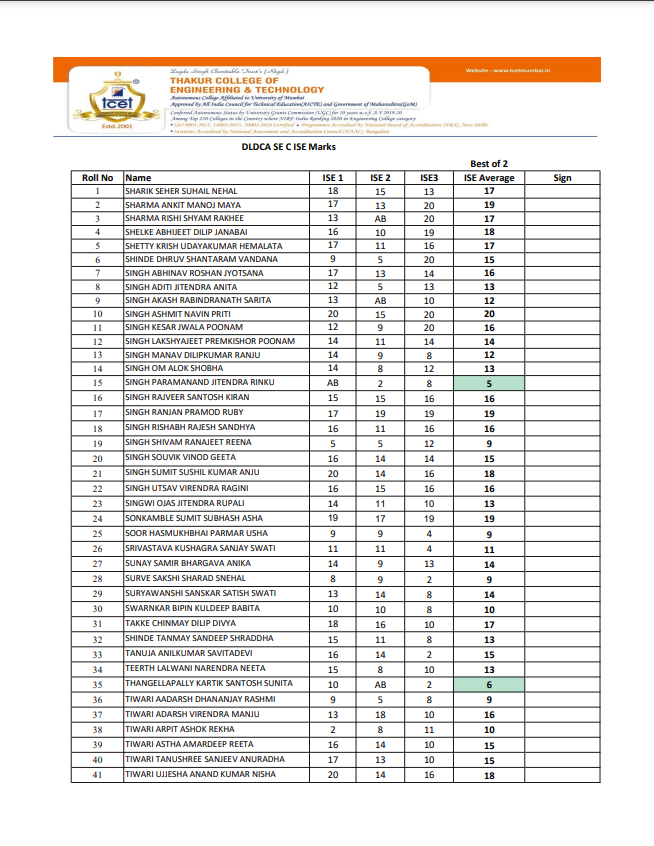 Zagdu Singh Charitable Trust's (Regd.)
THAKUR COLLEGE OF
ENGINEERING & TECHNOLOGY
Autonomous College Affiliated to University of Mumbai
Approved by All India Council for Technical Education(AICTE) and Government of Maharashtra(GoM)
Conferred Autonomous Status by University Grants Commission (UGC) for 10 years w.e.f. A.Y 2019-20
Among Top 250 Colleges in the Country where NIRF India Ranking 2020 in Engineering College category
• ISO 9001:2015, 14001:2015, 50001:2018 Certified • Programmes Accredited by National Board of Accreditation (NBA), New Delhi
• Institute Accredited by National Assessment and Accreditation Council (NAAC), Bangalore
Website : www.tcetmumbai.in
tcet
Estd.2001
DLDCA SE C ISE Marks
Best of 2
Roll No Name ISE 1 ISE 2 ISE3 ISE Average Sign
1 SHARIK SEHER SUHAIL NEHAL 18 15 13 17
2 SHARMA ANKIT MANOJ MAYA 17 13 20 19
3 SHARMA RISHI SHYAM RAKHEE 13 AB 20 17
4 SHELKE ABHIJEET DILIP JANABAI 16 10 19 18
5 SHETTY KRISH UDAYAKUMAR HEMALATA 17 11 16 17
6 SHINDE DHRUV SHANTARAM VANDANA 9 5 20 15
7 SINGH ABHINAV ROSHAN JYOTSANA 17 13 14 16
8 SINGH ADITI JITENDRA ANITA 12 5 13 13
9 SINGH AKASH RABINDRANATH SARITA 13 AB 10 12
10 SINGH ASHMIT NAVIN PRITI 20 15 20 20
11 SINGH KESAR JWALA POONAM 12 9 20 16
12 SINGH LAKSHYAJEET PREMKISHOR POONAM 14 11 14 14
13 SINGH MANAV DILIPKUMAR RANJU 14 9 8 12
14 SINGH OM ALOK SHOBHA 14 8 12 13
15 SINGH PARAMANAND JITENDRA RINKU AB 2 8 5
16 SINGH RAJVEER SANTOSH KIRAN 15 15 16 16
17 SINGH RANJAN PRAMOD RUBY 17 19 19 19
18 SINGH RISHABH RAJESH SANDHYA 16 11 16 16
19 SINGH SHIVAM RANAJEET REENA 5 5 12 9
20 SINGH SOUVIK VINOD GEETA 16 14 14 15
21 SINGH SUMIT SUSHIL KUMAR ANJU 20 14 16 18
22 SINGH UTSAV VIRENDRA RAGINI 16 15 16 16
23 SINGWI OJAS JITENDRA RUPALI 14 11 10 13
24 SONKAMBLE SUMIT SUBHASH ASHA 19 17 19 19
25 SOOR HASMUKHBHAI PARMAR USHA 9 9 4 9
26 SRIVASTAVA KUSHAGRA SANJAY SWATI 11 11 4 11
27 SUNAY SAMIR BHARGAVA ANIKA 14 9 13 14
28 SURVE SAKSHI SHARAD SNEHAL 8 9 2 9
29 SURYAWANSHI SANSKAR SATISH SWATI 13 14 8 14
30 SWARNKAR BIPIN KULDEEP BABITA 10 10 8 10
31 TAKKE CHINMAY DILIP DIVYA 18 16 10 17
32 SHINDE TANMAY SANDEEP SHRADDHA 15 11 8 13
33 TANUJA ANILKUMAR SAVITADEVI 16 14 2 15
34 TEERTH LALWANI NARENDRA NEETA 15 8 10 13
35 THANGELLAPALLY KARTIK SANTOSH SUNITA 10 AB 2 6
36 TIWARI AADARSH DHANANJAY RASHMI 9 5 8 9
37 TIWARI ADARSH VIRENDRA MANJU 13 18 10 16
38 TIWARI ARPIT ASHOK REKHA 2 8 11 10
39 TIWARI ASTHA AMARDEEP REETA 16 14 10 15
40 TIWARI TANUSHREE SANJEEV ANURADHA 17 13 10 15
41 TIWARI UJJESHA ANAND KUMAR NISHA 20 14 16 18